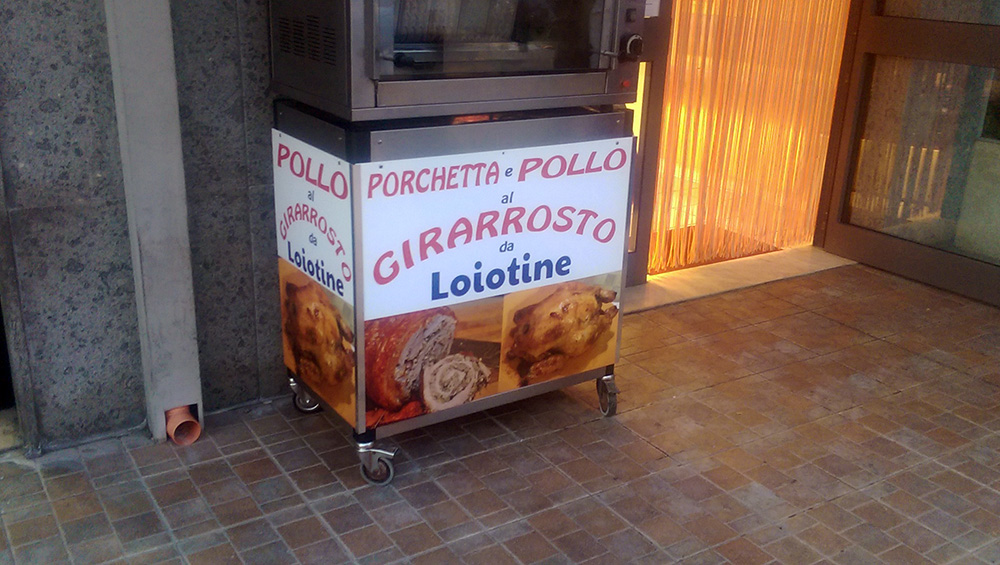 POLLO
al
GIRARROSTO
da
Loiotine
PORCHETTA e POLLO
al
GIRARROSTO
da
Loiotine